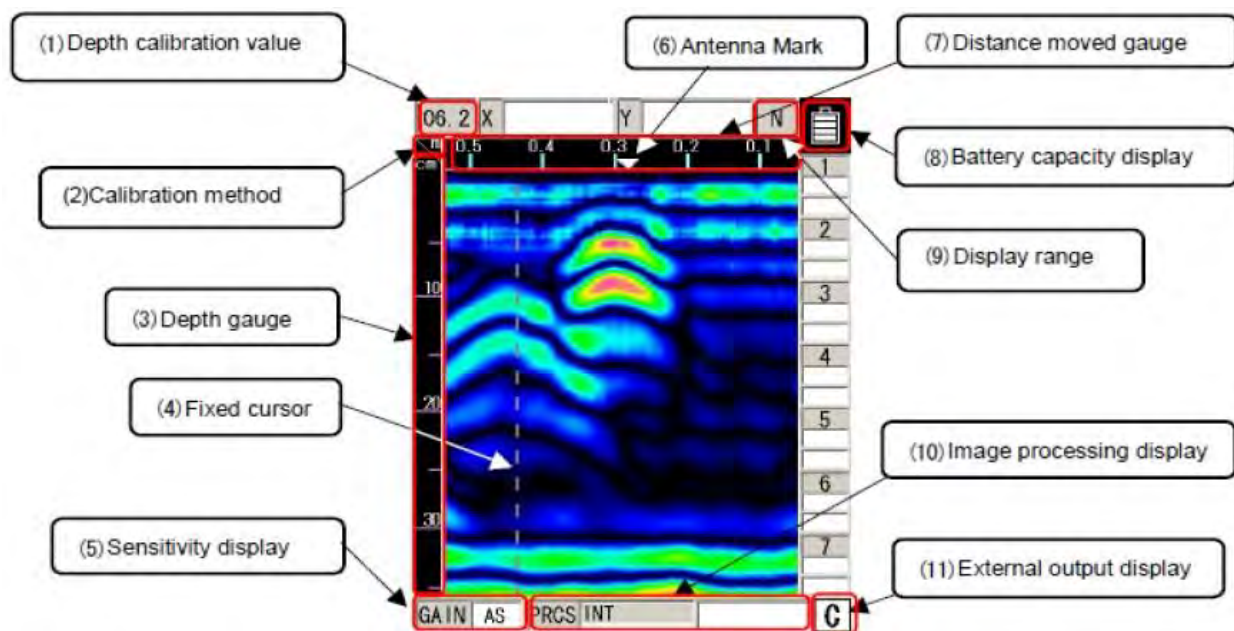 (1) Depth calibration value
(6) Antenna Mark
(7) Distance moved gauge
06.2 X Y N
m 0.5 0.4 0.3 0.2 0.1
cm
(2)Calibration method
(8) Battery capacity display
1
2
(9) Display range
10
3
(3) Depth gauge
4
(4) Fixed cursor
20
5
(10) Image processing display
6
30
(5) Sensitivity display
7
(11) External output display
GAIN AS PRCS INT C